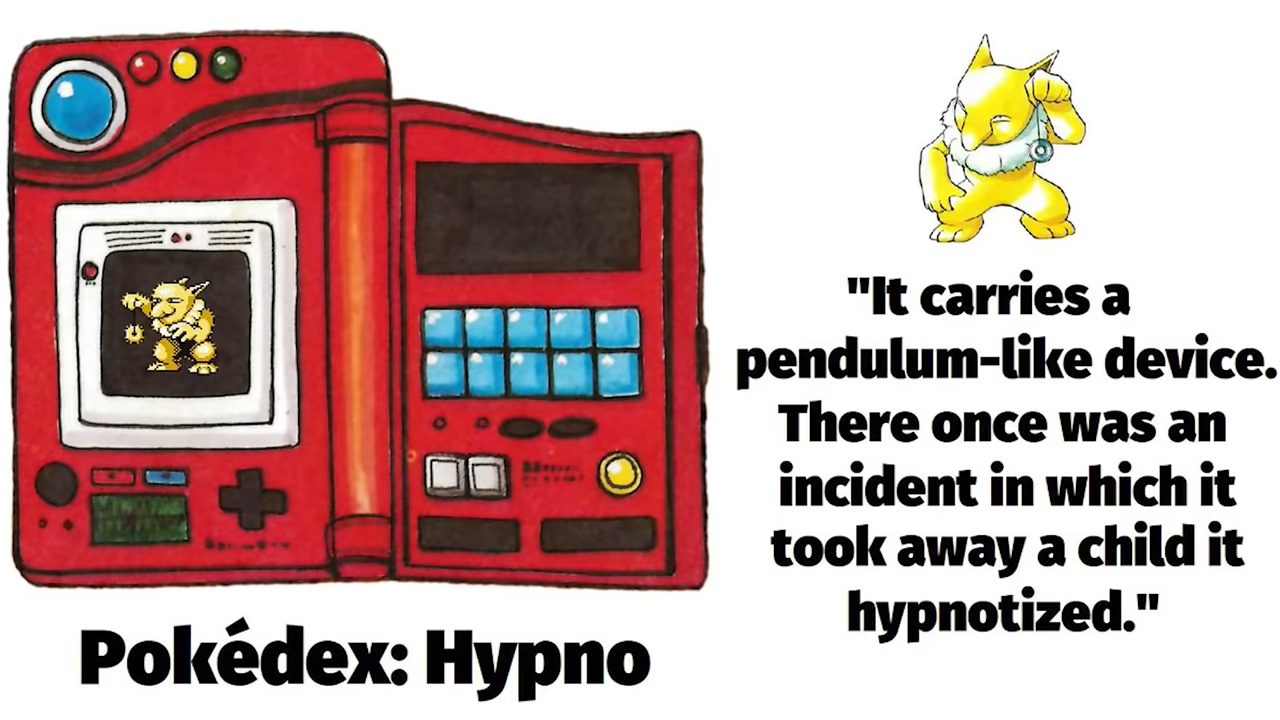 "It carries a
pendulum-like device.
There once was an
incident in which it
took away a child it
hypnotized."
Pokédex: Hypno